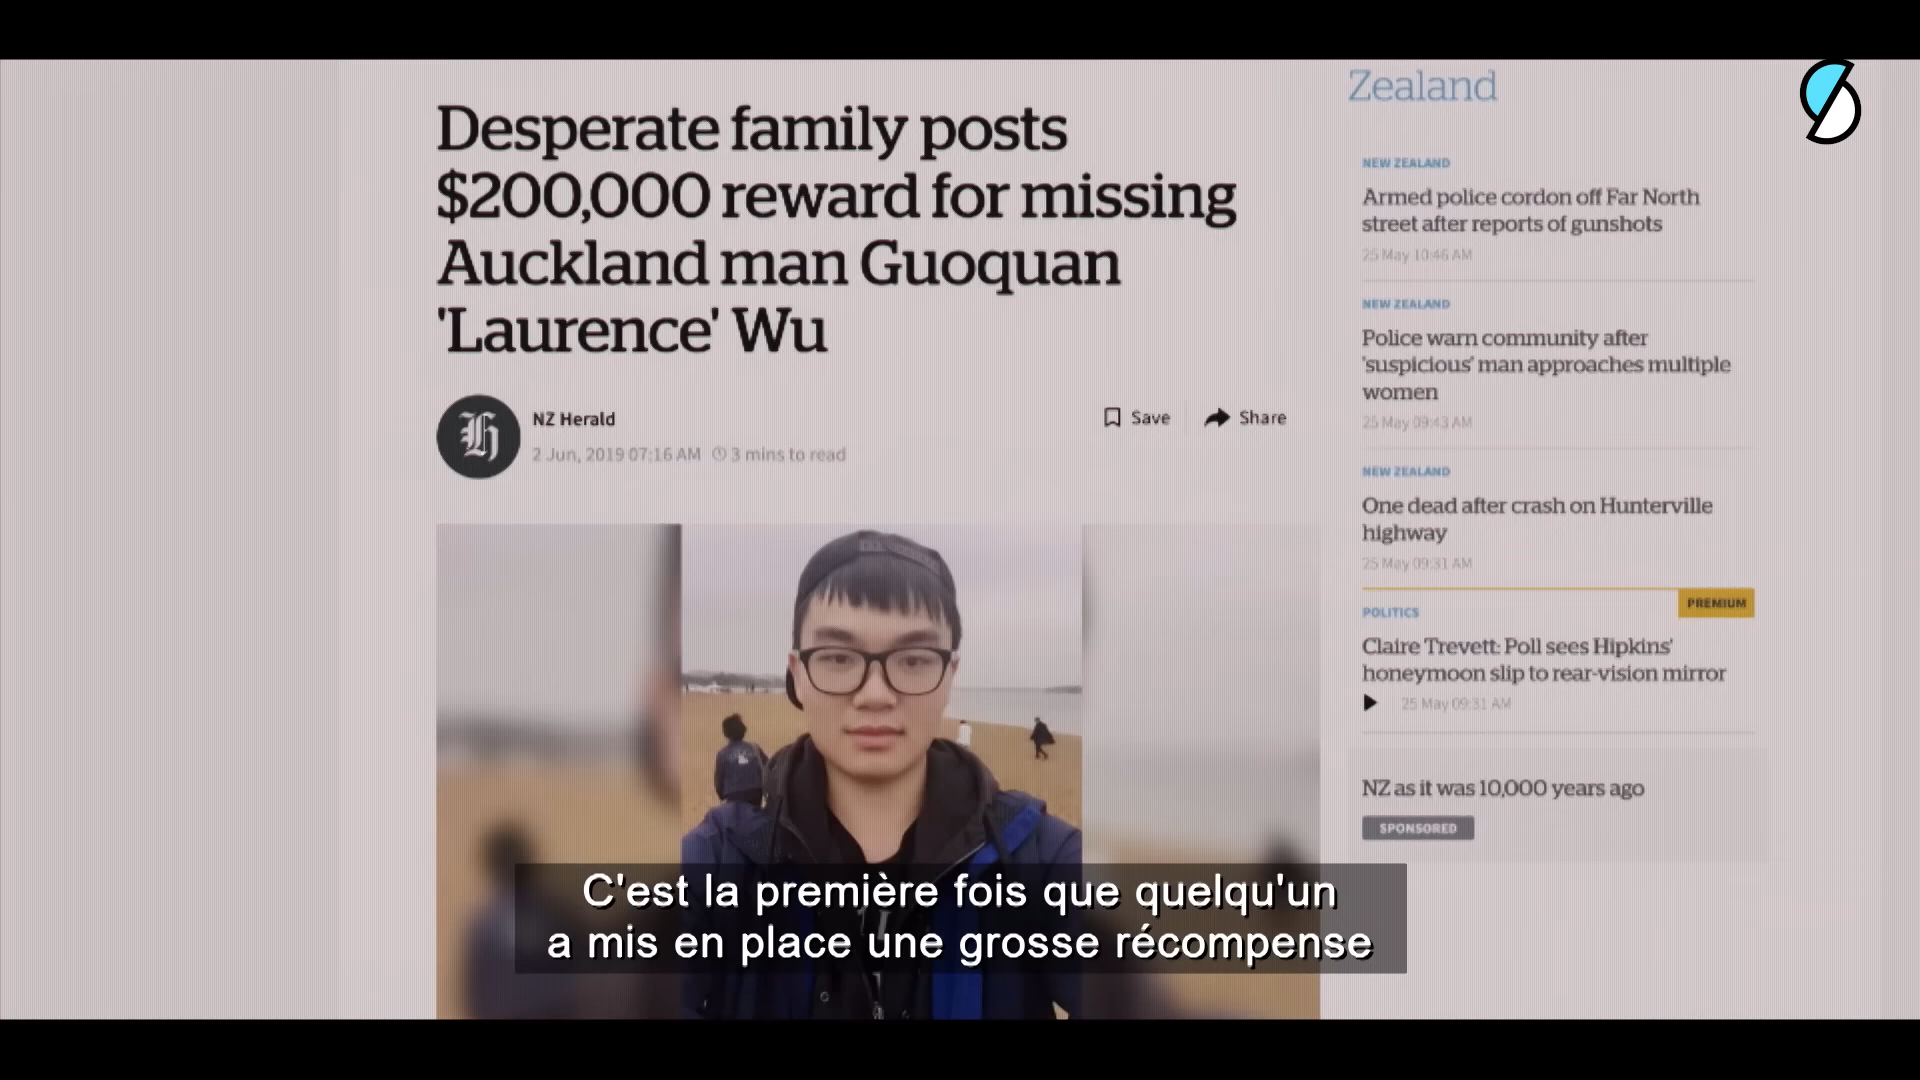 Zealand
Desperate family posts
$200,000 reward for missing
Auckland man Guoquan
'Laurence' Wu
NZ Herald
2 Jun, 2019 07:16 AM 3 mins to read
Save
Share
NEW ZEALAND
Armed police cordon off Far North
street after reports of gunshots
25 May 10:46 AM
NEW ZEALAND
Police warn community after
'suspicious' man approaches multiple
women
25 May 09:43 AM
NEW ZEALAND
One dead after crash on Hunterville
highway
25 May 09:31 AM
PREMIUM
POLITICS
Claire Trevett: Poll sees Hipkins'
honeymoon slip to rear-vision mirror
25 May 09:31 AM
NZ as it was 10,000 years ago
SPONSORED
C'est la première fois que quelqu'un
a mis en place une grosse récompense